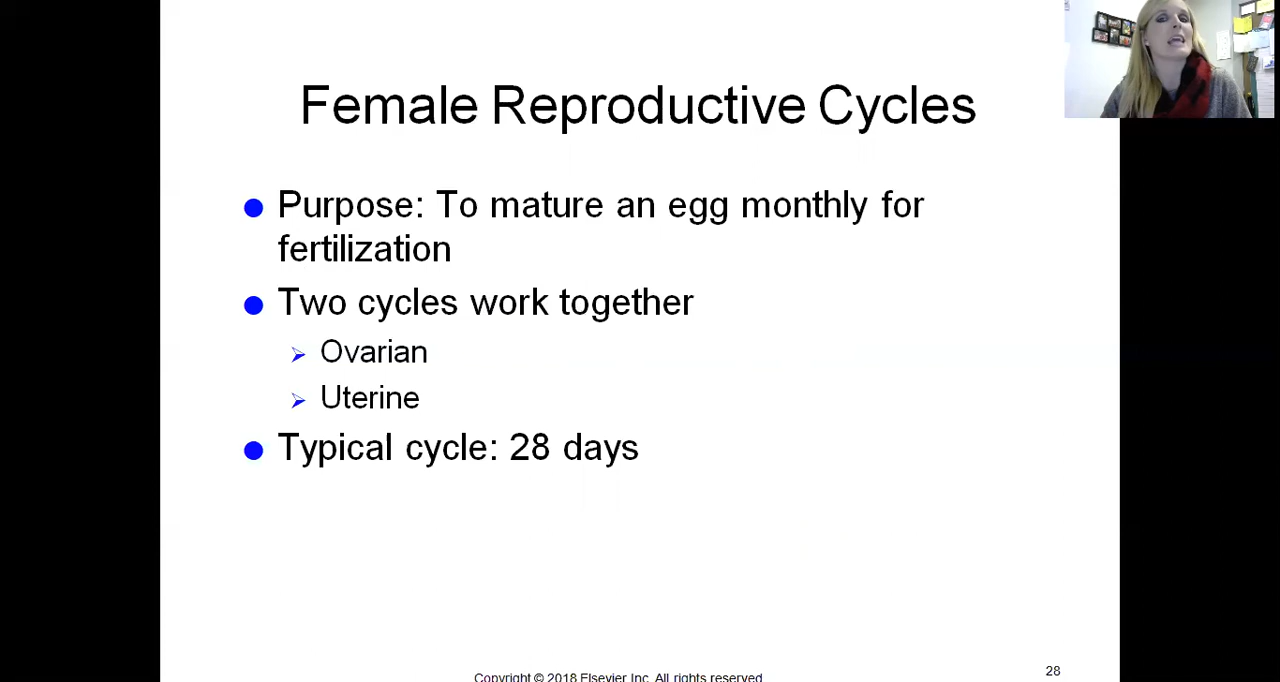 Female Reproductive Cycles
Purpose: To mature an egg monthly for
fertilization
Two cycles work together
Ovarian
Uterine
Typical cycle: 28 days
Copyright © 2018 Elsevier Inc. All rights reserved
28